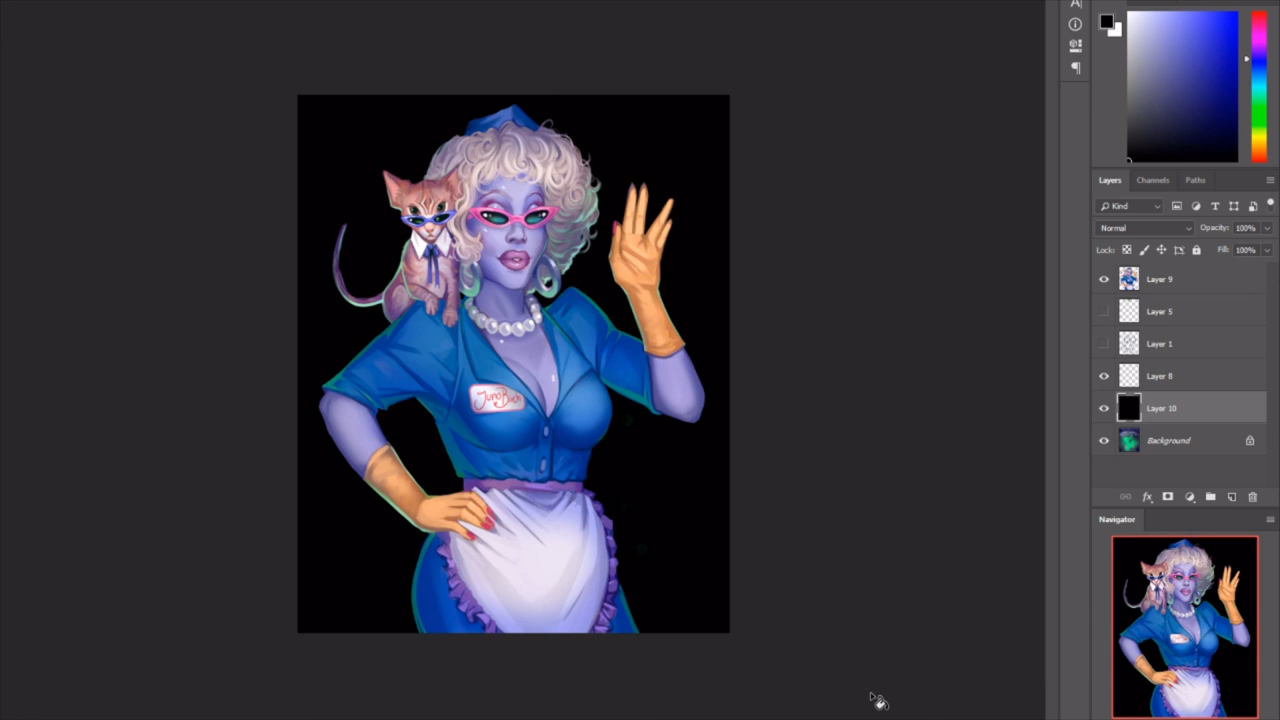 Layers Channels Paths
Kind
Normal Opacity: 100%
Lock: Fill: 100%
Layer 9
Layer 5
Layer 1
Layer 8
Layer 10
Background
Navigator